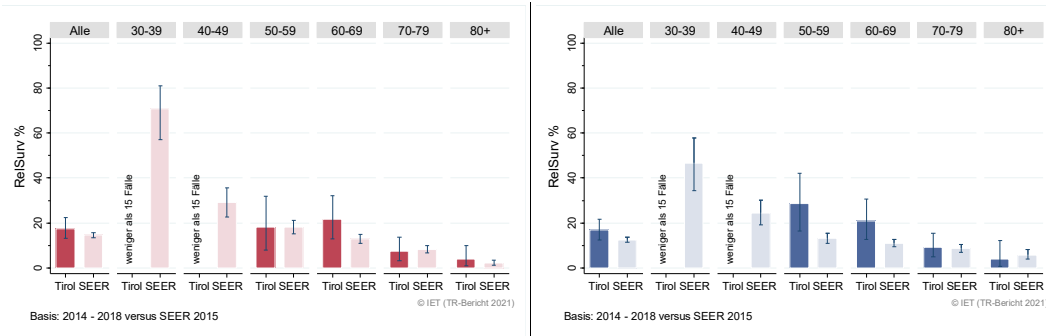 Alle 30-39 40-49 50-59 60-69 70-79 80+
RelSurv %
0 20 40 60 80 100
weniger als 15 Fälle
weniger als 15 Fälle
Tirol SEER Tirol SEER Tirol SEER Tirol SEER Tirol SEER Tirol SEER Tirol SEER
© IET (TR-Bericht 2021)
Basis: 2014 - 2018 versus SEER 2015
Alle 30-39 40-49 50-59 60-69 70-79 80+
RelSurv %
0 20 40 60 80 100
weniger als 15 Fälle
weniger als 15 Fälle
Tirol SEER Tirol SEER Tirol SEER Tirol SEER Tirol SEER Tirol SEER Tirol SEER
© IET (TR-Bericht 2021)
Basis: 2014 - 2018 versus SEER 2015